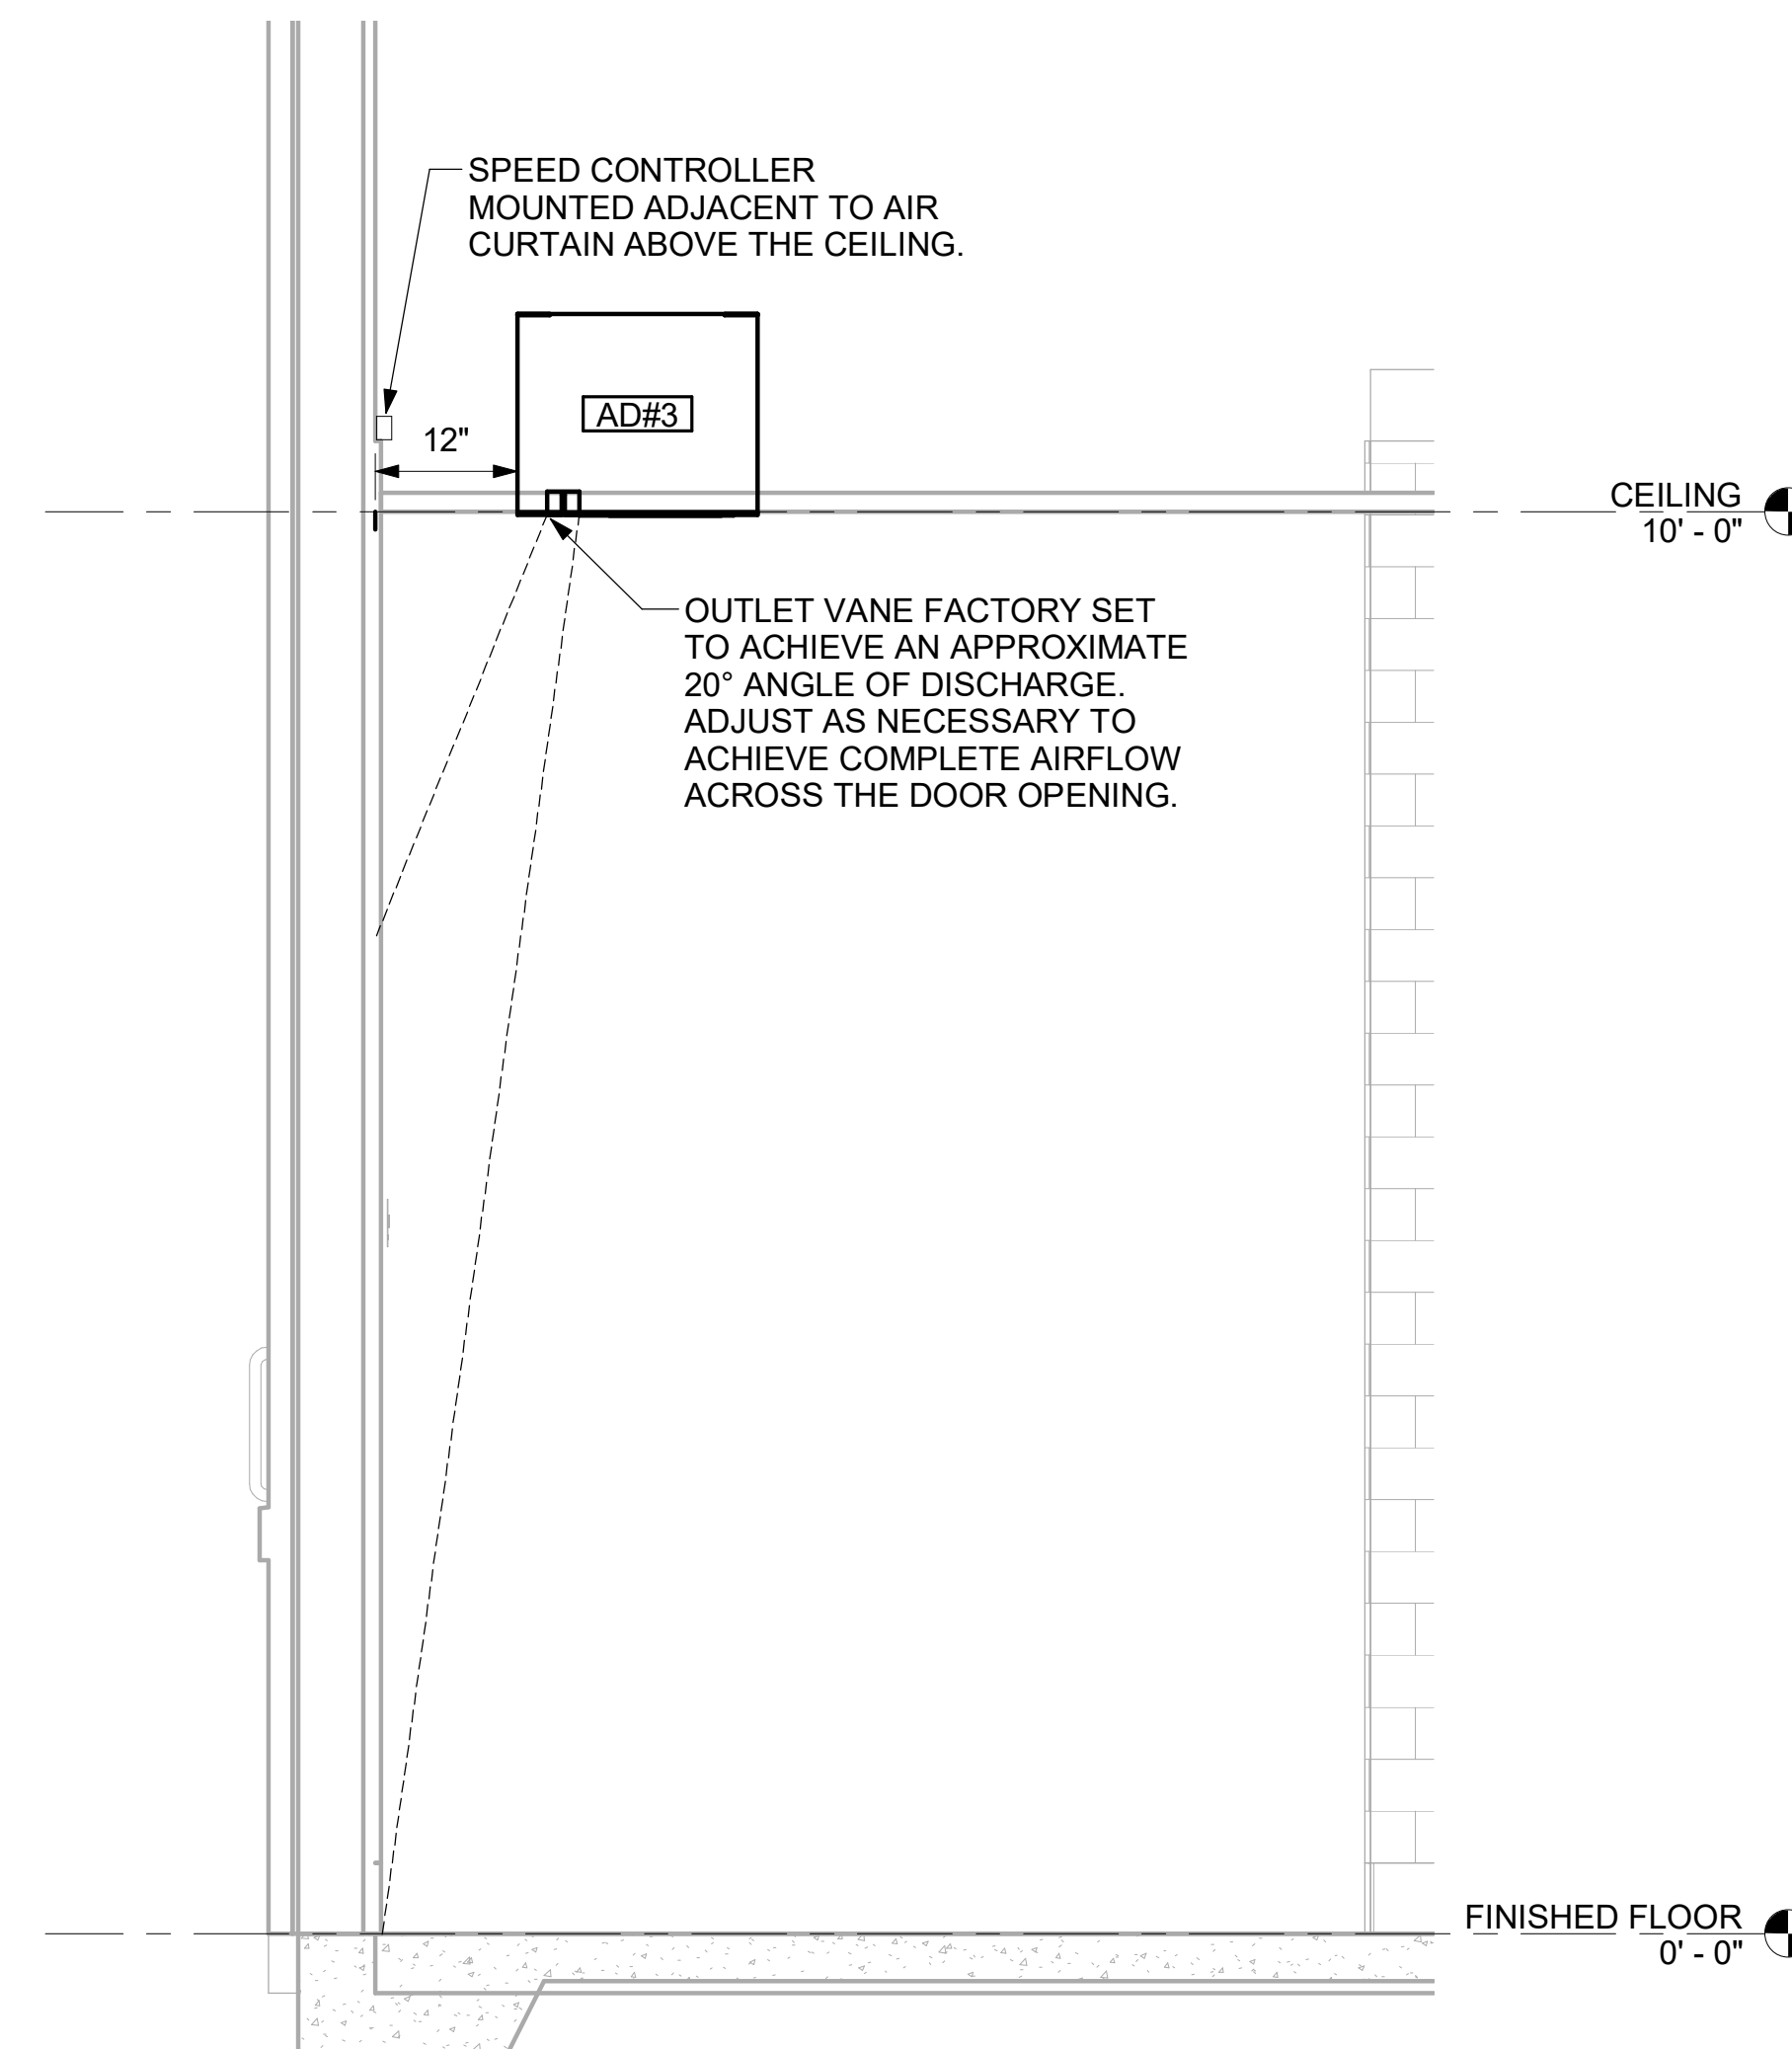 SPEED CONTROLLER
MOUNTED ADJACENT TO AIR
CURTAIN ABOVE THE CEILING.
AD#3
12"
CEILING
10' - 0"
OUTLET VANE FACTORY SET
TO ACHIEVE AN APPROXIMATE
20° ANGLE OF DISCHARGE.
ADJUST AS NECESSARY TO
ACHIEVE COMPLETE AIRFLOW
ACROSS THE DOOR OPENING.
FINISHED FLOOR
0' - 0"